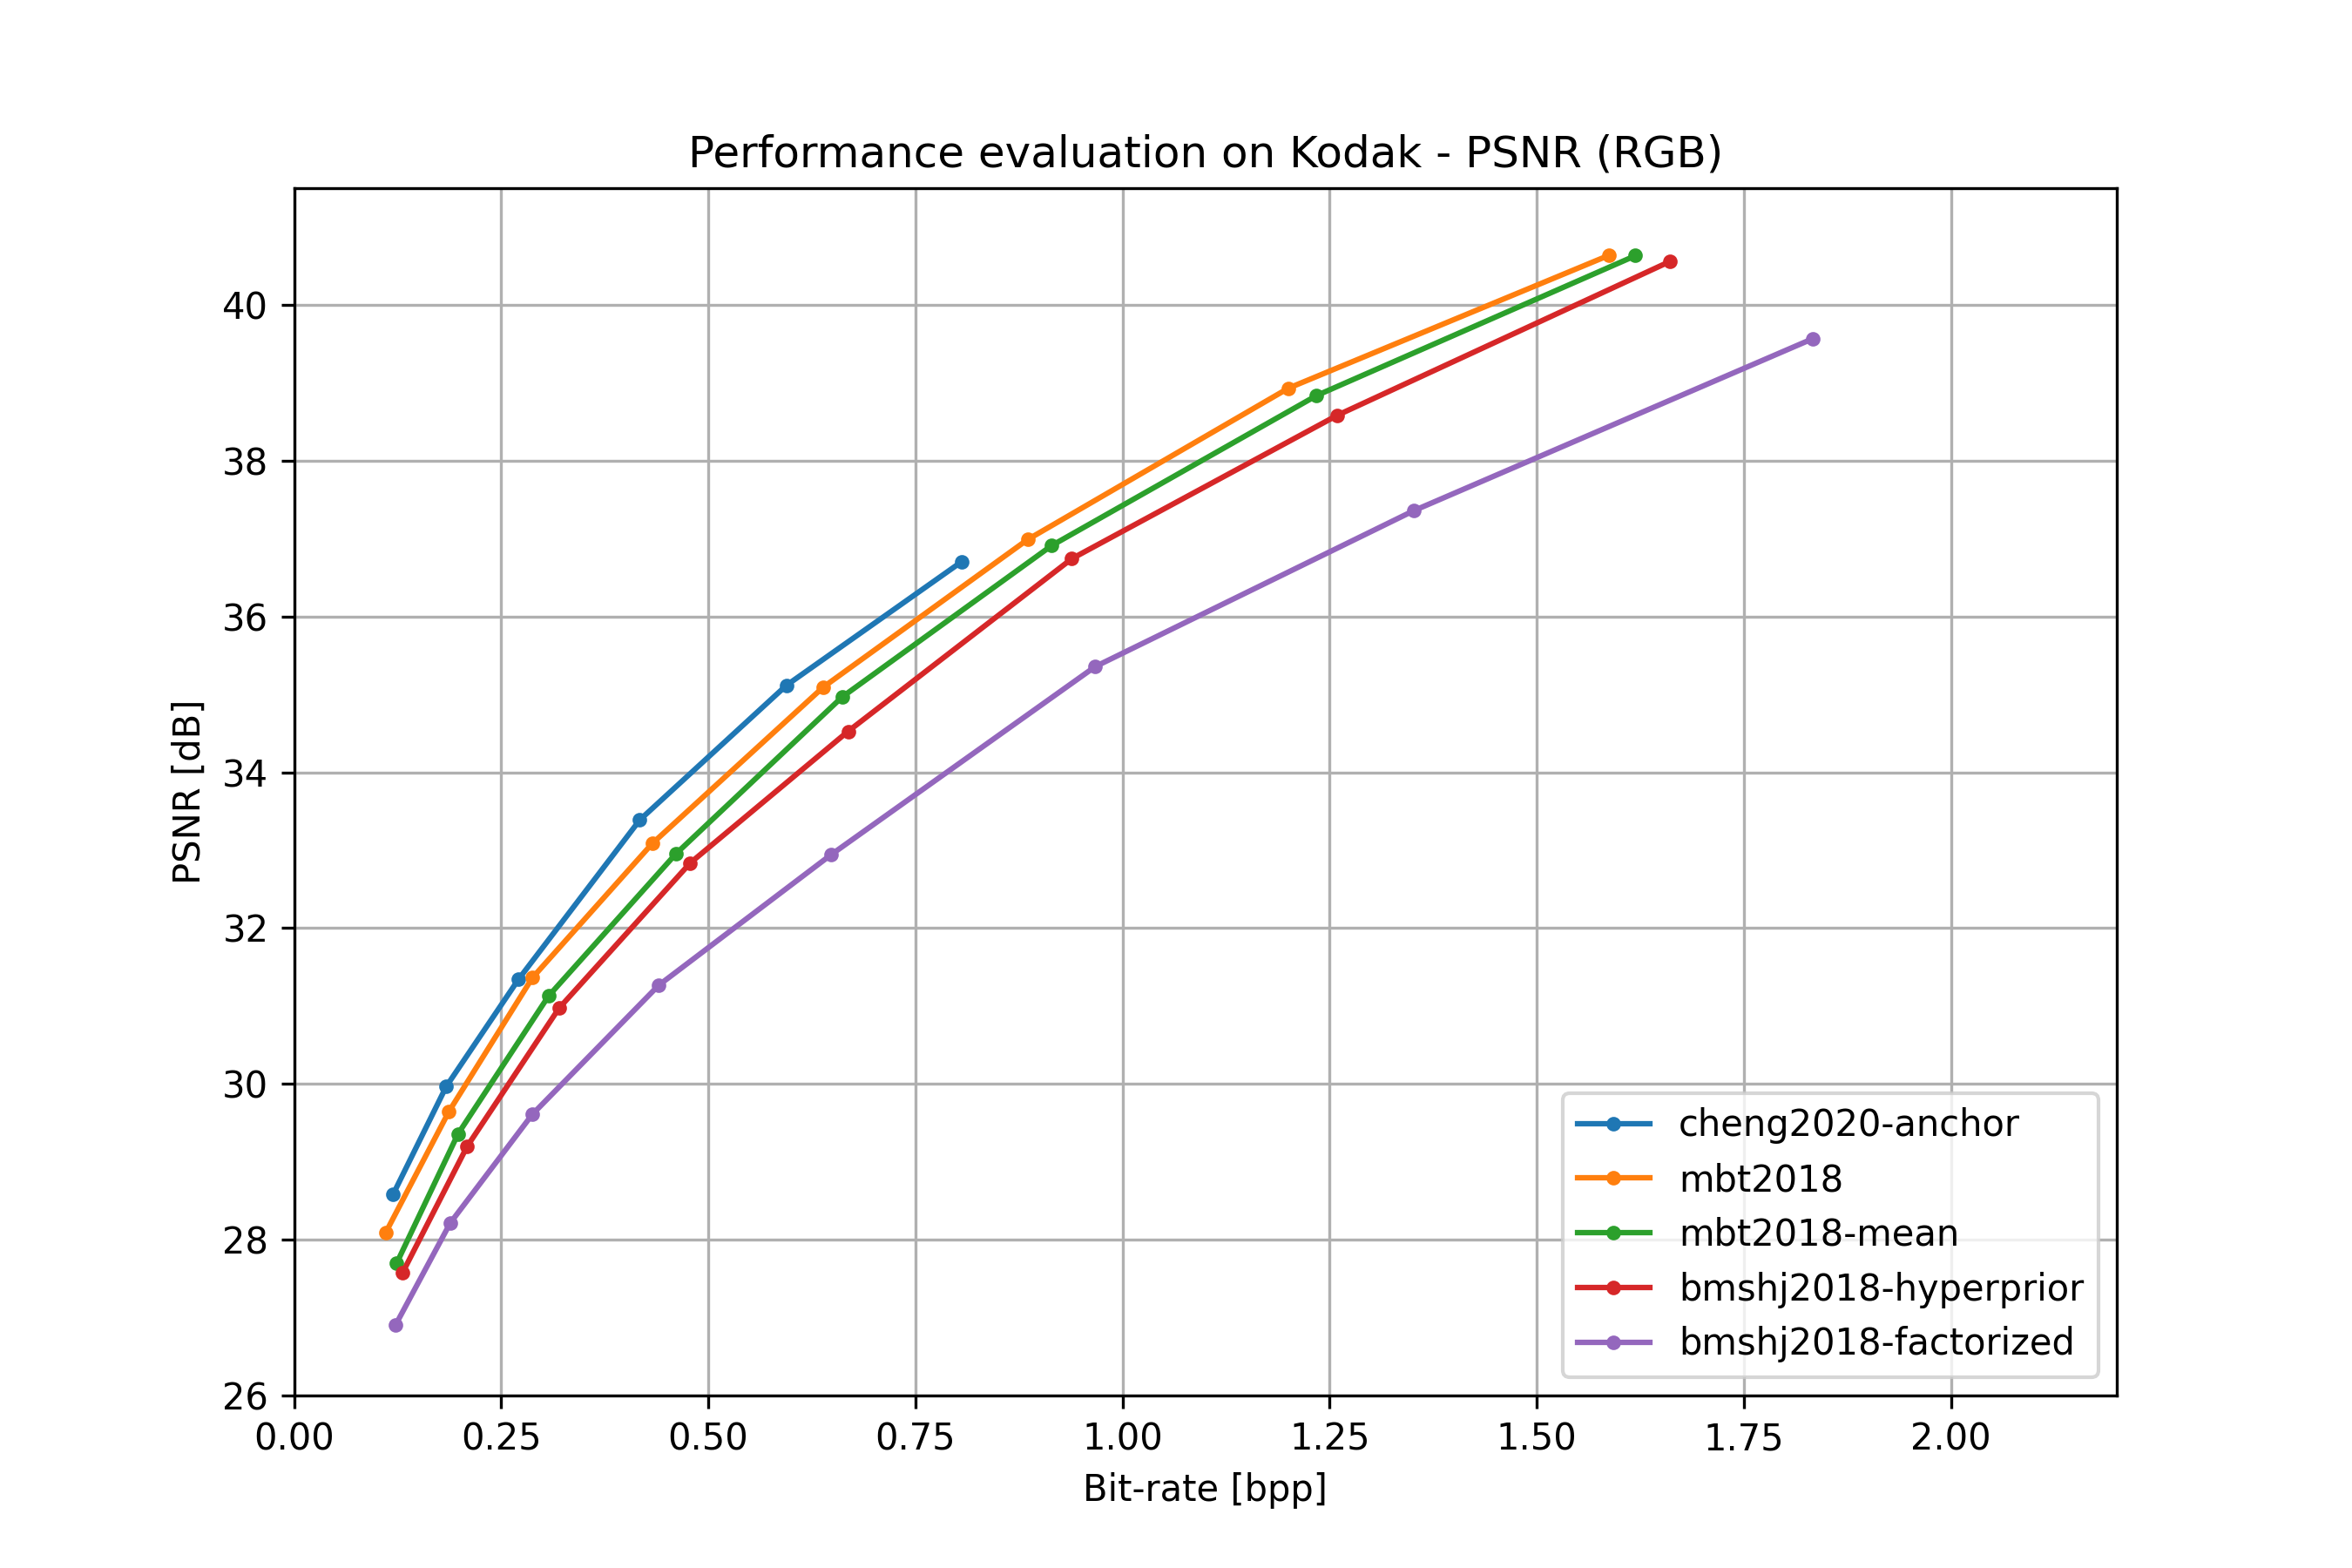 Performance evaluation on Kodak - PSNR (RGB)
40
38
36
34
32
30
28
26
PSNR [dB]
0.00 0.25 0.50 0.75 1.00 1.25 1.50 1.75 2.00
Bit-rate [bpp]
cheng2020-anchor
mbt2018
mbt2018-mean
bmshj2018-hyperprior
bmshj2018-factorized